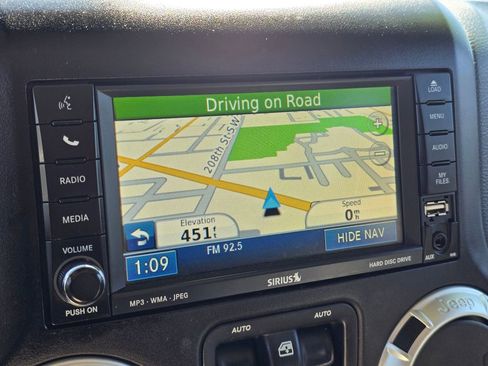 Driving on Road
208th St-SW
Elevation
451
Speed
0
FM 92.5
1:09
HIDE NAV
RADIO
MEDIA
VOLUME
PUSH ON
LOAD
MENU
AUDIO
MY
FILES
AUX
SIRIUS
MP3 · WMA · JPEG
HARD DISC DRIVE
AUTO
AUTO
Jeep